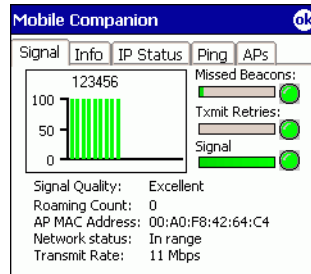 Mobile Companion ok
Signal Info IP Status Ping APs
123456
100
50
0
Missed Beacons:
Txmit Retries:
Signal
Signal Quality: Excellent
Roaming Count: 0
AP MAC Address: 00:A0:F8:42:64:C4
Network status: In range
Transmit Rate: 11 Mbps